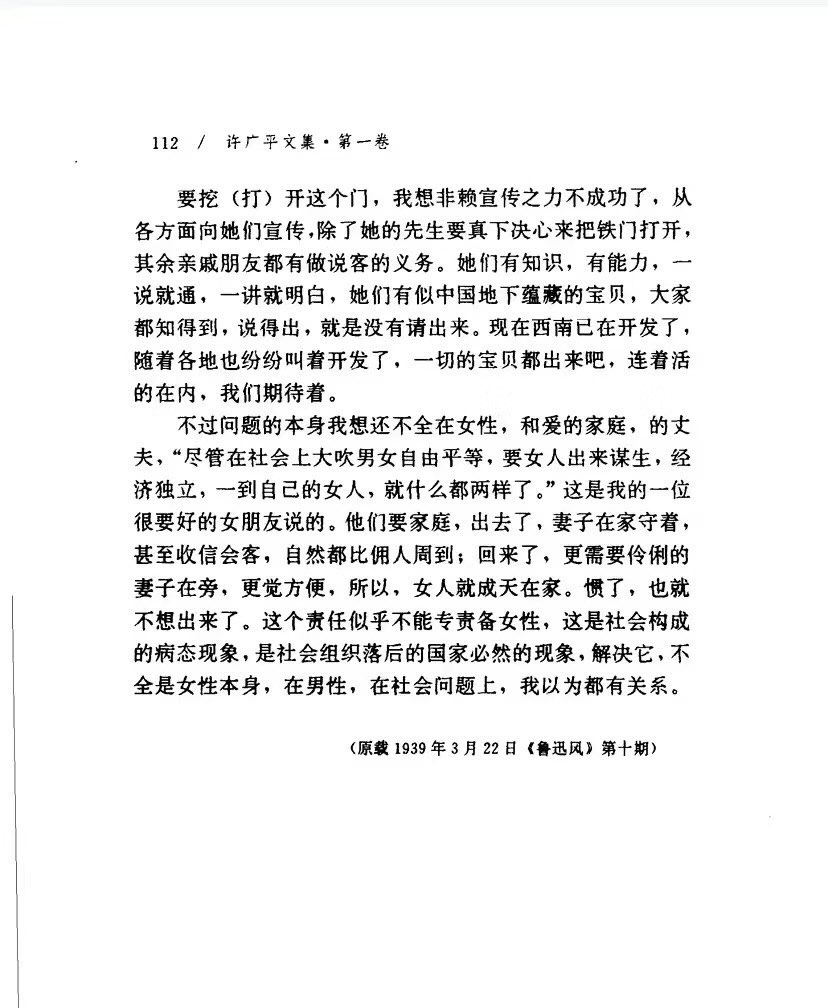 112 / 许广平文集·第一卷
要挖（打）开这个门，我想非赖宣传之力不成功了，从
各方面向她们宣传，除了她的先生要真下决心来把铁门打开，
其余亲戚朋友都有做说客的义务。她们有知识，有能力，一
说就通，一讲就明白，她们有似中国地下蕴藏的宝贝，大家
都知得到，说得出，就是没有请出来。现在西南已在开发了，
随着各地也纷纷叫着开发了，一切的宝贝都出来吧，连着活
的在内，我们期待着。
不过问题的本身我想还不全在女性，和爱的家庭，的丈
夫，“尽管在社会上大吹男女自由平等，要女人出来谋生，经
济独立，一到自己的女人，就什么都两样了。”这是我的一位
很要好的女朋友说的。他们要家庭，出去了，妻子在家守着，
甚至收信会客，自然都比佣人周到；回来了，更需要伶俐的
妻子在旁，更觉方便，所以，女人就成天在家。惯了，也就
不想出来了。这个责任似乎不能专责备女性，这是社会构成
的病态现象，是社会组织落后的国家必然的现象，解决它，不
全是女性本身，在男性，在社会问题上，我以为都有关系。
（原载 1939 年 3 月 22 日《鲁迅风》第十期）